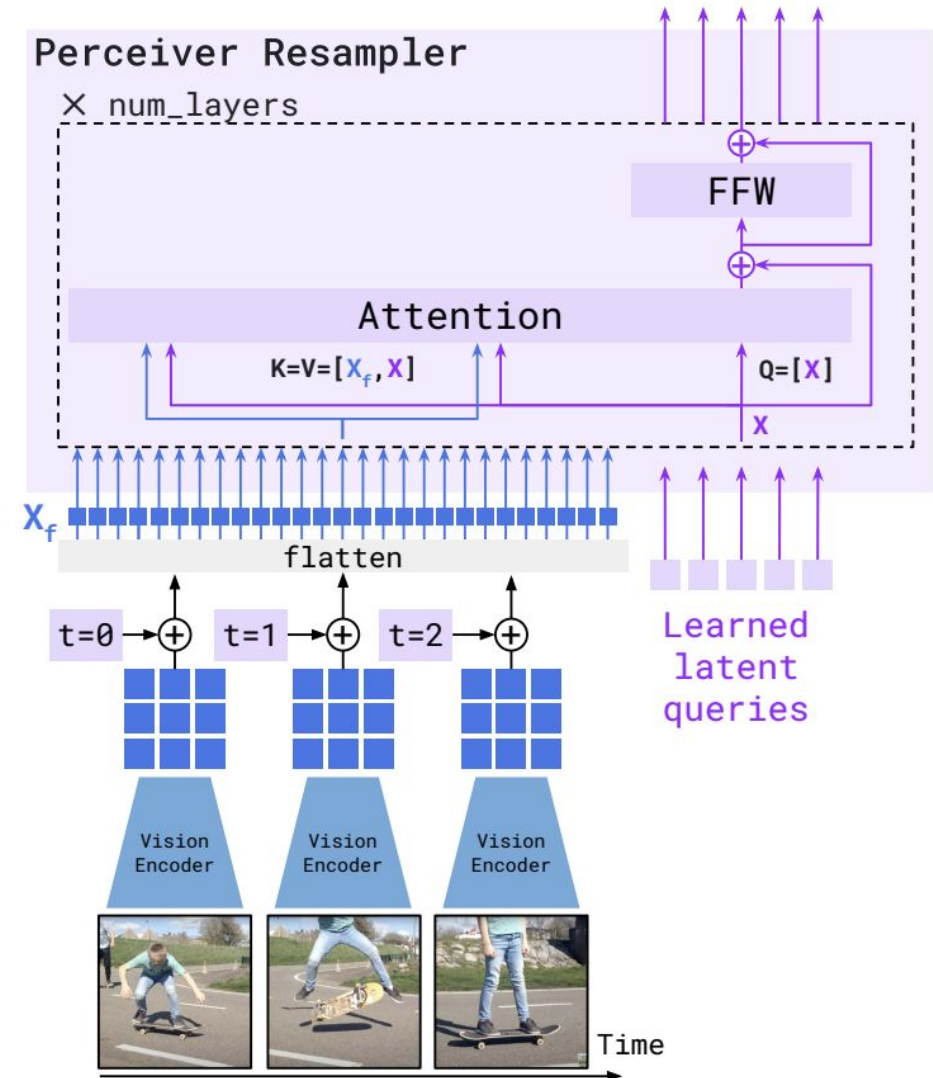 Perceiver Resampler
× num_layers
FFW
Attention
K=V=[Xf,X]
Q=[X]
X
Xf
flatten
t=0
t=1
t=2
Learned
latent
queries
Vision
Encoder
Vision
Encoder
Vision
Encoder
Time